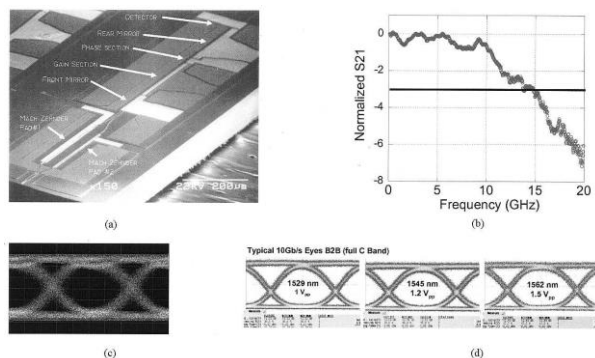 DETECTOR
REAR MIRROR
PHASE SECTION
GAIN SECTION
FRONT MIRROR
MACH-ZEHNDER
PAD #1
MACH-ZEHNDER
PAD #2
×150
22KV 200um
(a)
Normalized S21
0
-2
-4
-6
-8
0
5
10
15
20
Frequency (GHz)
(b)
(c)
Typical 10Gb/s Eyes B2B (full C Band)
1529 nm
1 Vpp
1545 nm
1.2 Vpp
1562 nm
1.5 Vpp
(d)